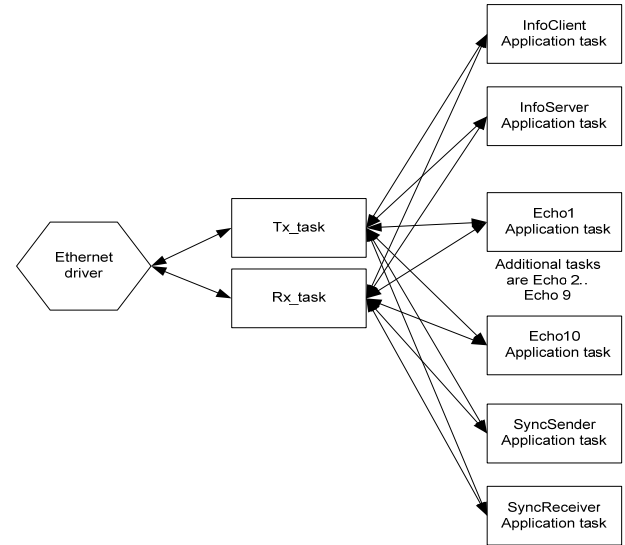 InfoClient
Application task
InfoServer
Application task
Tx_task
Echo1
Application task
Ethernet
driver
Additional tasks
are Echo 2..
Echo 9
Rx_task
Echo10
Application task
SyncSender
Application task
SyncReceiver
Application task